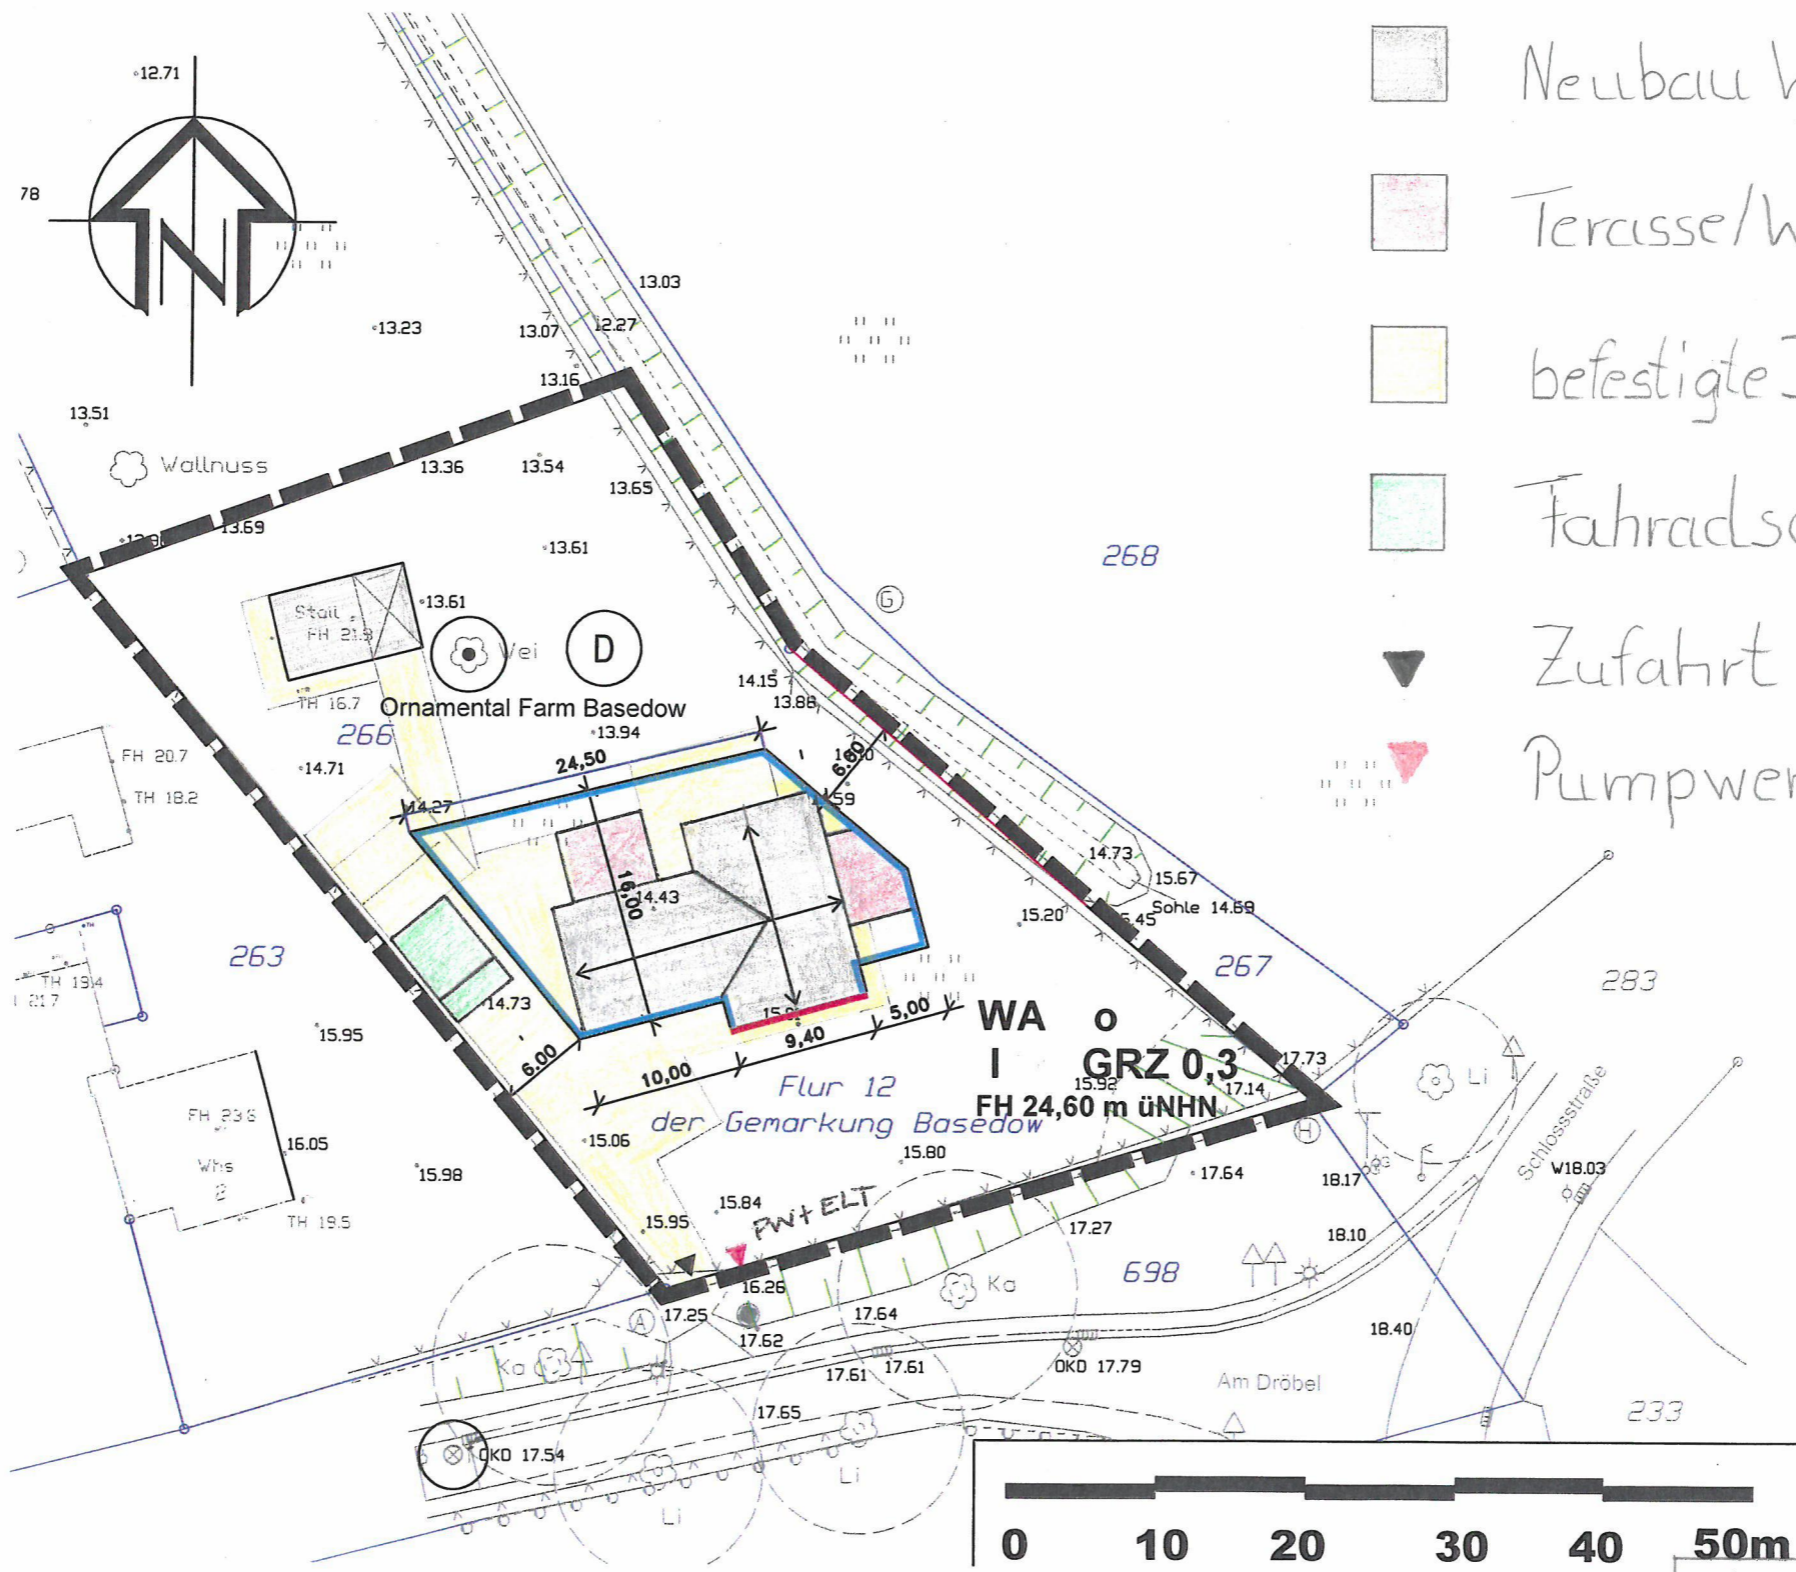 12.71
78
N
13.51
Wallnuss
13.23
13.07
12.27
13.03
13.16
13.36
13.54
13.65
13.69
13.61
Stall
FH 21.8
13.61
Wei
D
TH 16.7
Ornamental Farm Basedow
266
13.94
14.15
13.88
G
268
14.71
24,50
6.60
FH 20.7
TH 18.2
14.27
16,00
14.43
14.73
15.67
Sohle 14.69
15.20
263
TH 19.4
14.73
267
283
15.95
6.00
10,00
9,40
5,00
WA o
I GRZ 0,3
FH 24,60 m üNHN
15.92
17.14
17.73
Li
Flur 12
der Gemarkung Basedow
FH 23.6
Whs
2
16.05
TH 19.5
15.98
15.06
15.80
15.84
15.95
PW+ELT
H
17.64
18.17
Schlossstraße
W18.03
17.27
18.10
698
Ka
16.26
17.25
A
17.62
17.64
17.61
17.61
OKD 17.79
18.40
Am Dröbel
233
Ka
17.65
OKD 17.54
Li
Li
Neubau
Terasse/W
befestigte
Fahradsc
Zufahrt
Pumpwer
0 10 20 30 40 50m